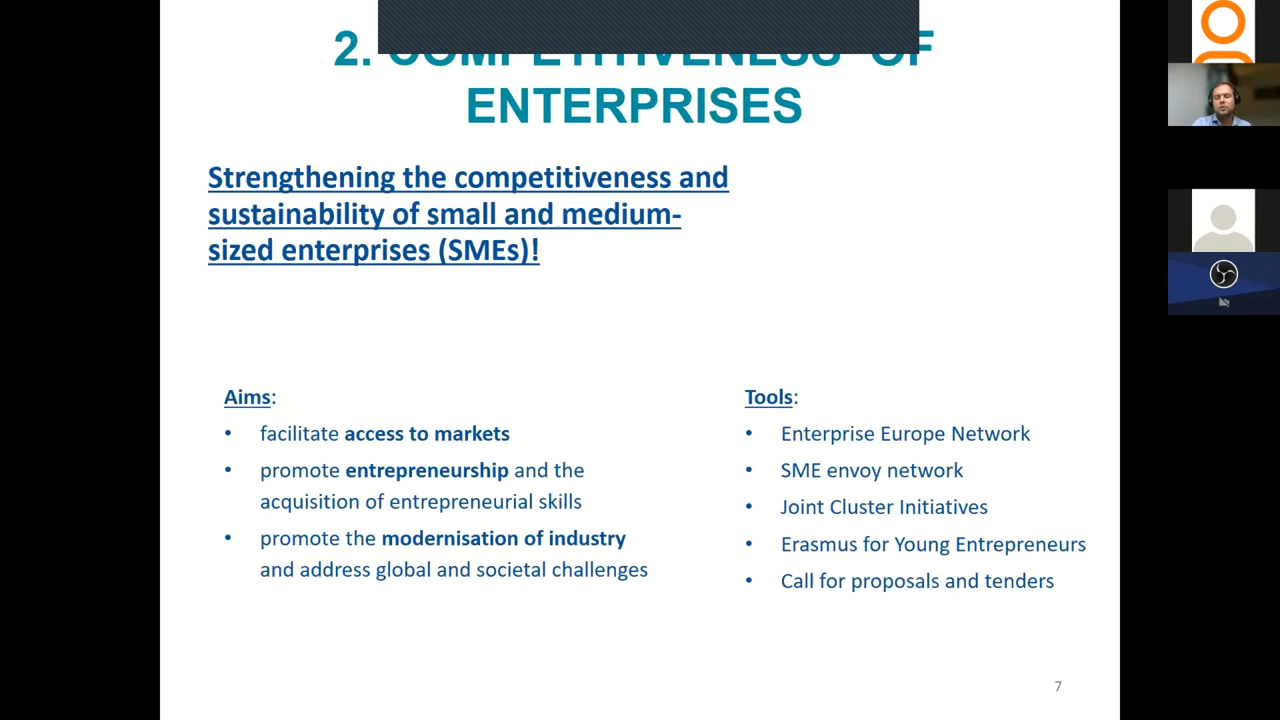 2. COMPETITIVENESS OF
ENTERPRISES
Strengthening the competitiveness and
sustainability of small and medium-
sized enterprises (SMEs)!
Aims:
• facilitate access to markets
• promote entrepreneurship and the
acquisition of entrepreneurial skills
• promote the modernisation of industry
and address global and societal challenges
Tools:
• Enterprise Europe Network
• SME envoy network
• Joint Cluster Initiatives
• Erasmus for Young Entrepreneurs
• Call for proposals and tenders
7